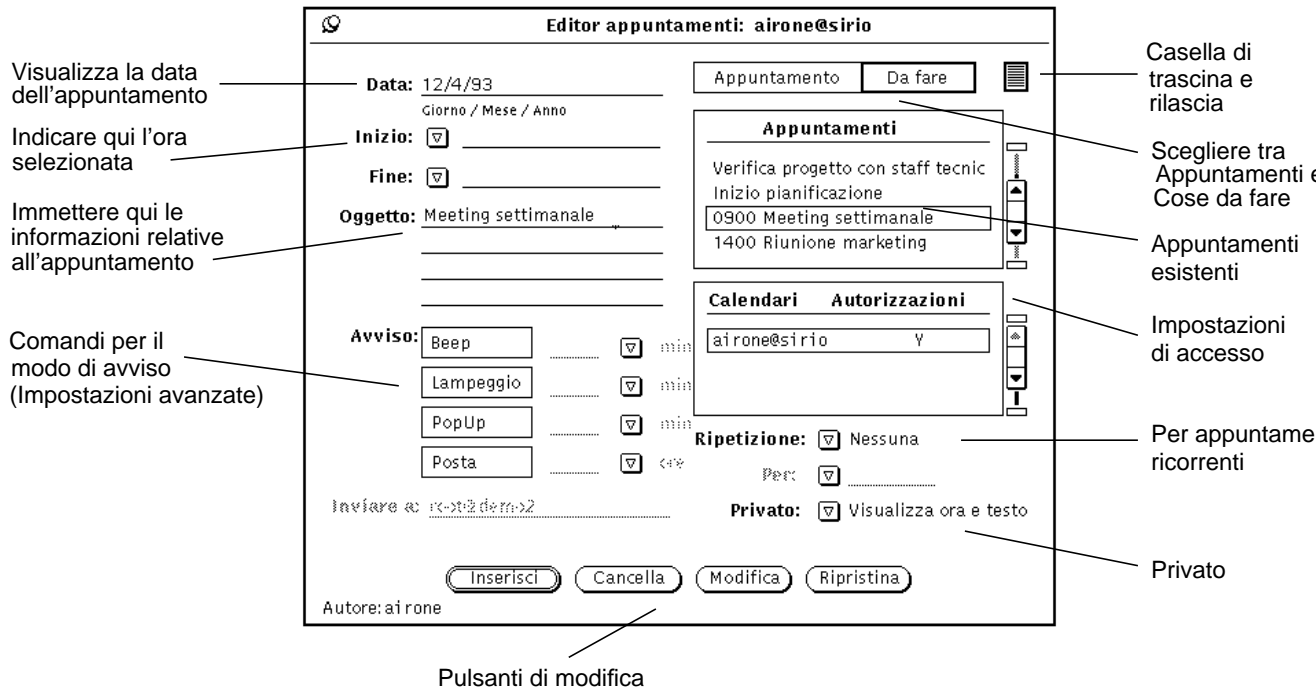 Editor appuntamenti: airone@sirio
Visualizza la data
dell'appuntamento
Indicare qui l'ora
selezionata
Immettere qui le
informazioni relative
all'appuntamento
Comandi per il
modo di avviso
(Impostazioni avanzate)
Data: 12/4/93
Giorno / Mese / Anno
Inizio:
Fine:
Oggetto: Meeting settimanale
Avviso:
Beep min
Lampeggio min
PopUp min
Posta ore
Inviare a:
Appuntamento Da fare
Appuntamenti
Verifica progetto con staff tecnic
Inizio pianificazione
0900 Meeting settimanale
1400 Riunione marketing
Calendari Autorizzazioni
airone@sirio Y
Ripetizione: Nessuna
Per:
Privato: Visualizza ora e testo
Inserisci Cancella Modifica Ripristina
Autore: airone
Casella di
trascina e
rilascia
Scegliere tra
Appuntamenti e
Cose da fare
Appuntamenti
esistenti
Impostazioni
di accesso
Per appuntame
ricorrenti
Privato
Pulsanti di modifica